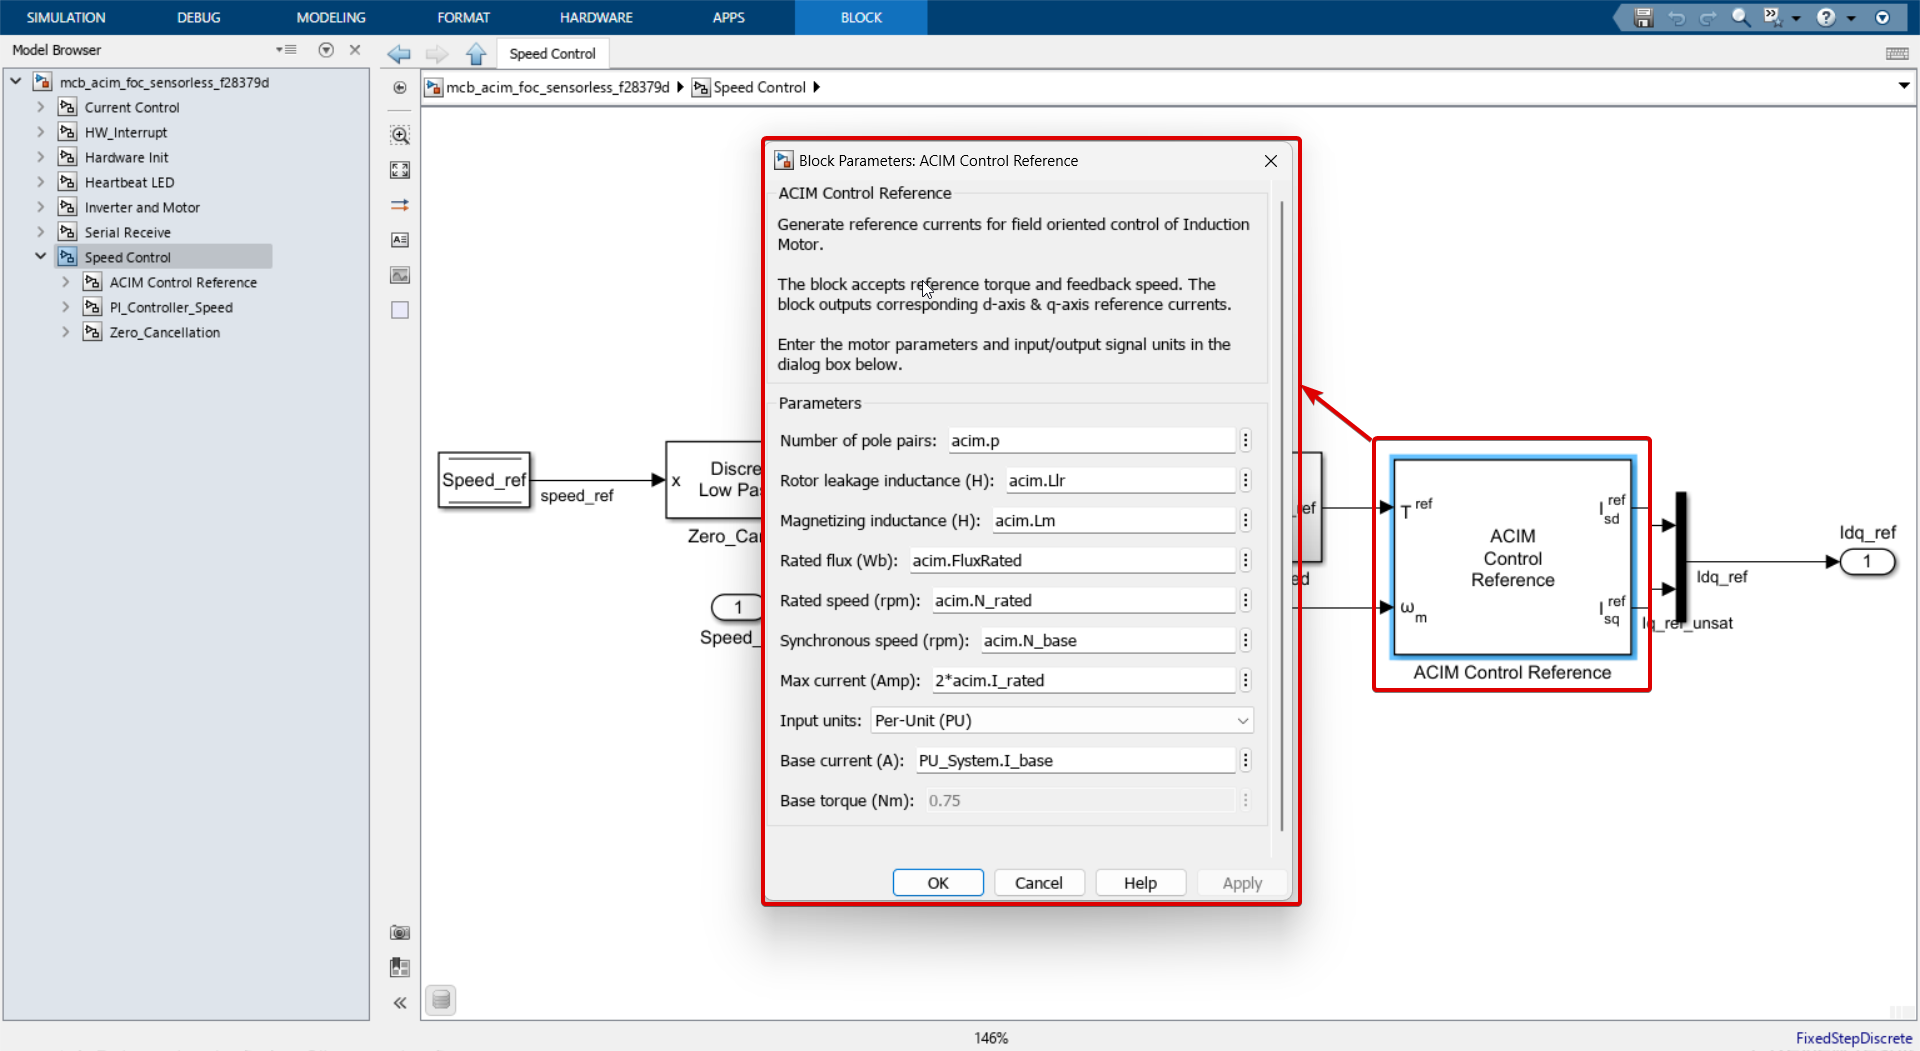 SIMULATION DEBUG MODELING FORMAT HARDWARE APPS BLOCK
Model Browser
Speed Control
mcb_acim_foc_sensorless_f28379d
Current Control
HW_Interrupt
Hardware Init
Heartbeat LED
Inverter and Motor
Serial Receive
Speed Control
ACIM Control Reference
PI_Controller_Speed
Zero_Cancellation
mcb_acim_foc_sensorless_f28379d Speed Control
Speed_ref
speed_ref
x
Discre
Low Pa
Zero_Ca
1
Speed_
Block Parameters: ACIM Control Reference
ACIM Control Reference
Generate reference currents for field oriented control of Induction
Motor.
The block accepts reference torque and feedback speed. The
block outputs corresponding d-axis & q-axis reference currents.
Enter the motor parameters and input/output signal units in the
dialog box below.
Parameters
Number of pole pairs: acim.p
Rotor leakage inductance (H): acim.Llr
Magnetizing inductance (H): acim.Lm
Rated flux (Wb): acim.FluxRated
Rated speed (rpm): acim.N_rated
Synchronous speed (rpm): acim.N_base
Max current (Amp): 2*acim.I_rated
Input units: Per-Unit (PU)
Base current (A): PU_System.I_base
Base torque (Nm): 0.75
OK Cancel Help Apply
_ref
ed
T ref
ωm
ACIM
Control
Reference
I ref sd
I ref sq
ACIM Control Reference
Iq_ref_unsat
Idq_ref
Idq_ref
1
146%
FixedStepDiscrete